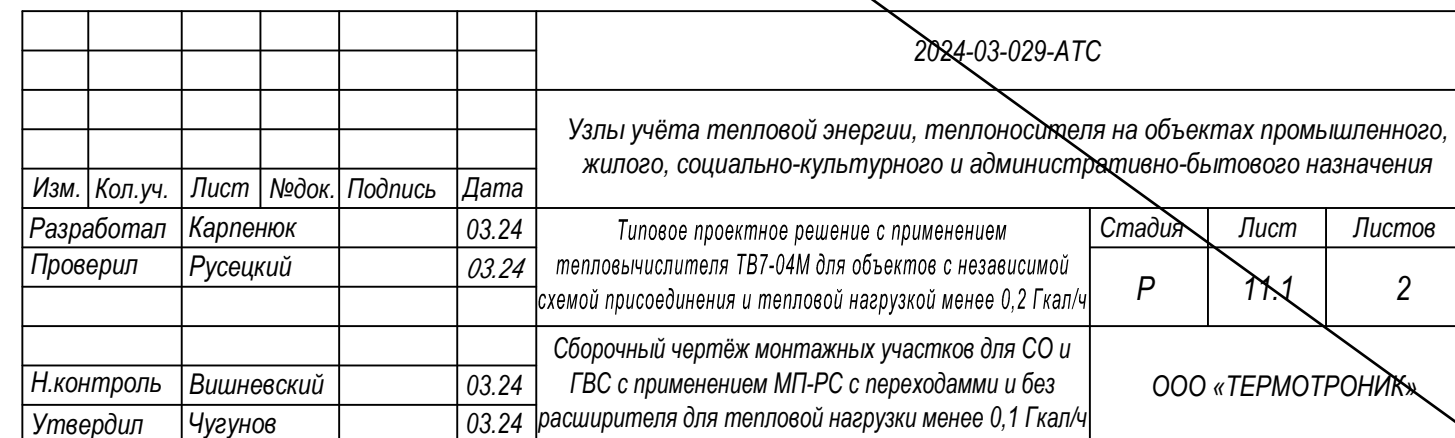 2024-03-029-АТС
Узлы учёта тепловой энергии, теплоносителя на объектах промышленного,
жилого, социально-культурного и административно-бытового назначения
Изм. Кол.уч. Лист №док. Подпись Дата
Разработал Карпенюк 03.24
Проверил Русецкий 03.24
Типовое проектное решение с применением
тепловычислителя ТВ7-04М для объектов с независимой
схемой присоединения и тепловой нагрузкой менее 0,2 Гкал/ч
Стадия Лист Листов
Р 11.1 2
Н.контроль Вишневский 03.24
Утвердил Чугунов 03.24
Сборочный чертёж монтажных участков для СО и
ГВС с применением МП-РС с переходамми и без
расширителя для тепловой нагрузки менее 0,1 Гкал/ч
ООО «ТЕРМОТРОНИК»